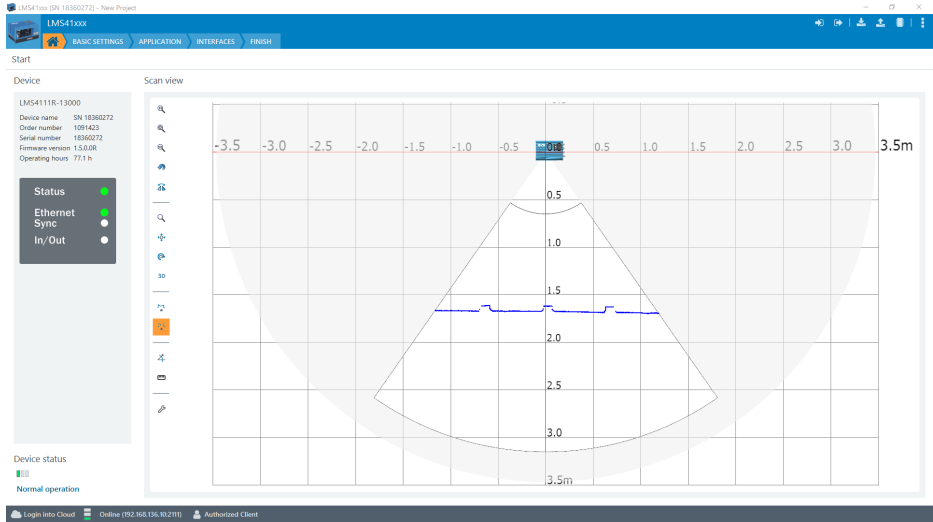 LMS41xxx (SN 18360272) - New Project
LMS41xxx
BASIC SETTINGS APPLICATION INTERFACES FINISH
Start
Device
Scan view
LMS4111R-13000
Device name SN 18360272
Order number 1091423
Serial number 18360272
Firmware version 1.5.0.0R
Operating hours 77.1 h
Status
Ethernet
Sync
In/Out
3D
-3.5 -3.0 -2.5 -2.0 -1.5 -1.0 -0.5 0.0 0.5 1.0 1.5 2.0 2.5 3.0 3.5m
0.5
1.0
1.5
2.0
2.5
3.0
3.5m
Device status
Normal operation
Login into Cloud Online (192.168.136.10:2111) Authorized Client